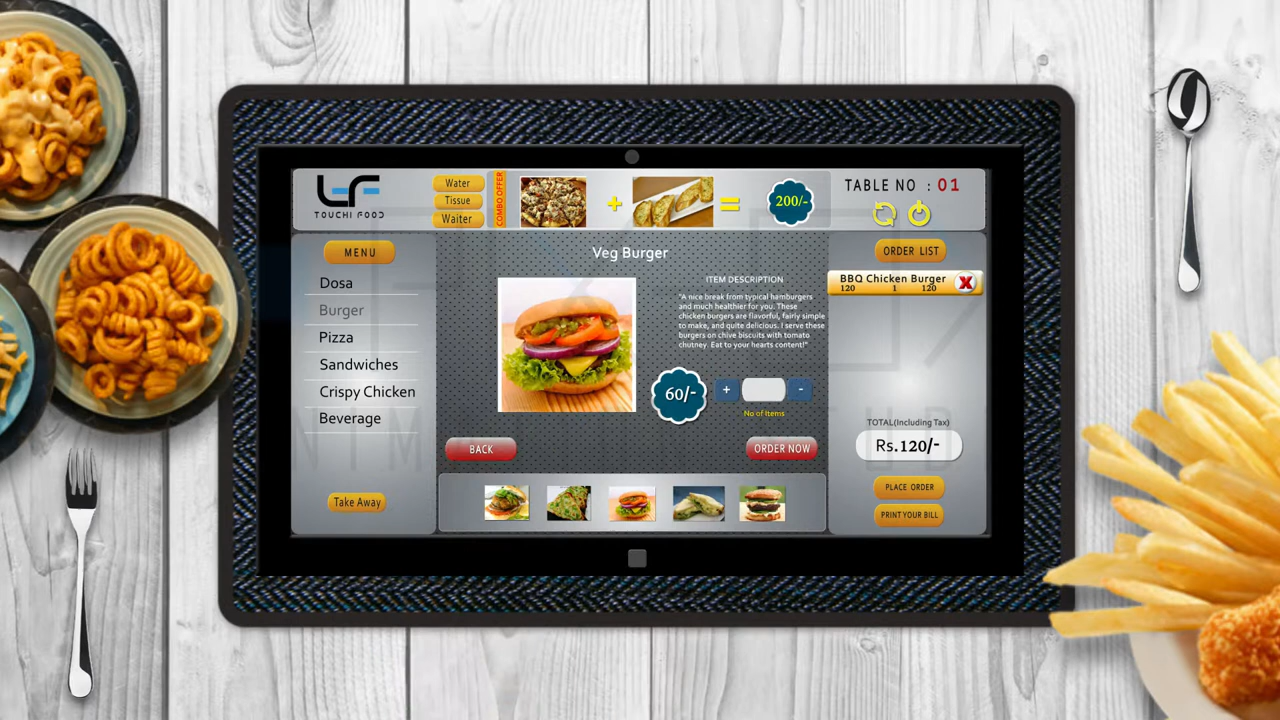 TOUCHI FOOD
Water
Tissue
Waiter
COMBO OFFER
+
=
200/-
TABLE NO : 01
MENU
Dosa
Burger
Pizza
Sandwiches
Crispy Chicken
Beverage
Take Away
Veg Burger
ITEM DESCRIPTION
"A nice break from typical hamburgers
and much healthier for you. These
chicken burgers are flavorful, fairly simple
to make, and quite delicious. I serve these
burgers on chive biscuits with tomato
chutney. Eat to your hearts content!"
60/-
+
-
No of Items
BACK
ORDER NOW
ORDER LIST
BBQ Chicken Burger
120 1 120
X
TOTAL(Including Tax)
Rs.120/-
PLACE ORDER
PRINT YOUR BILL